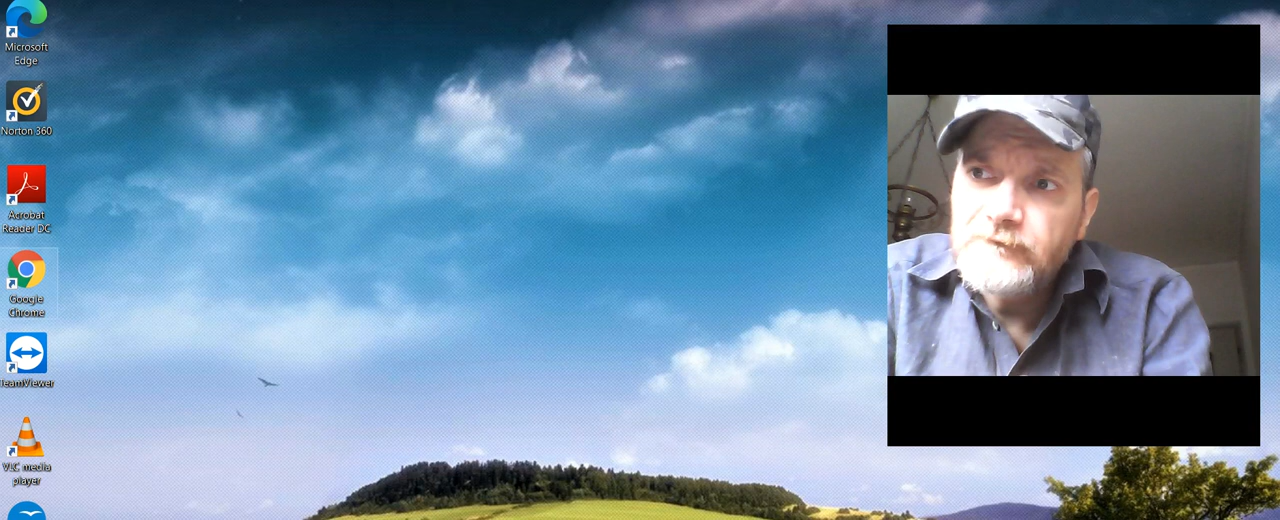 Microsoft
Edge
Norton 360
Acrobat
Reader DC
Google
Chrome
TeamViewer
VLC media
player